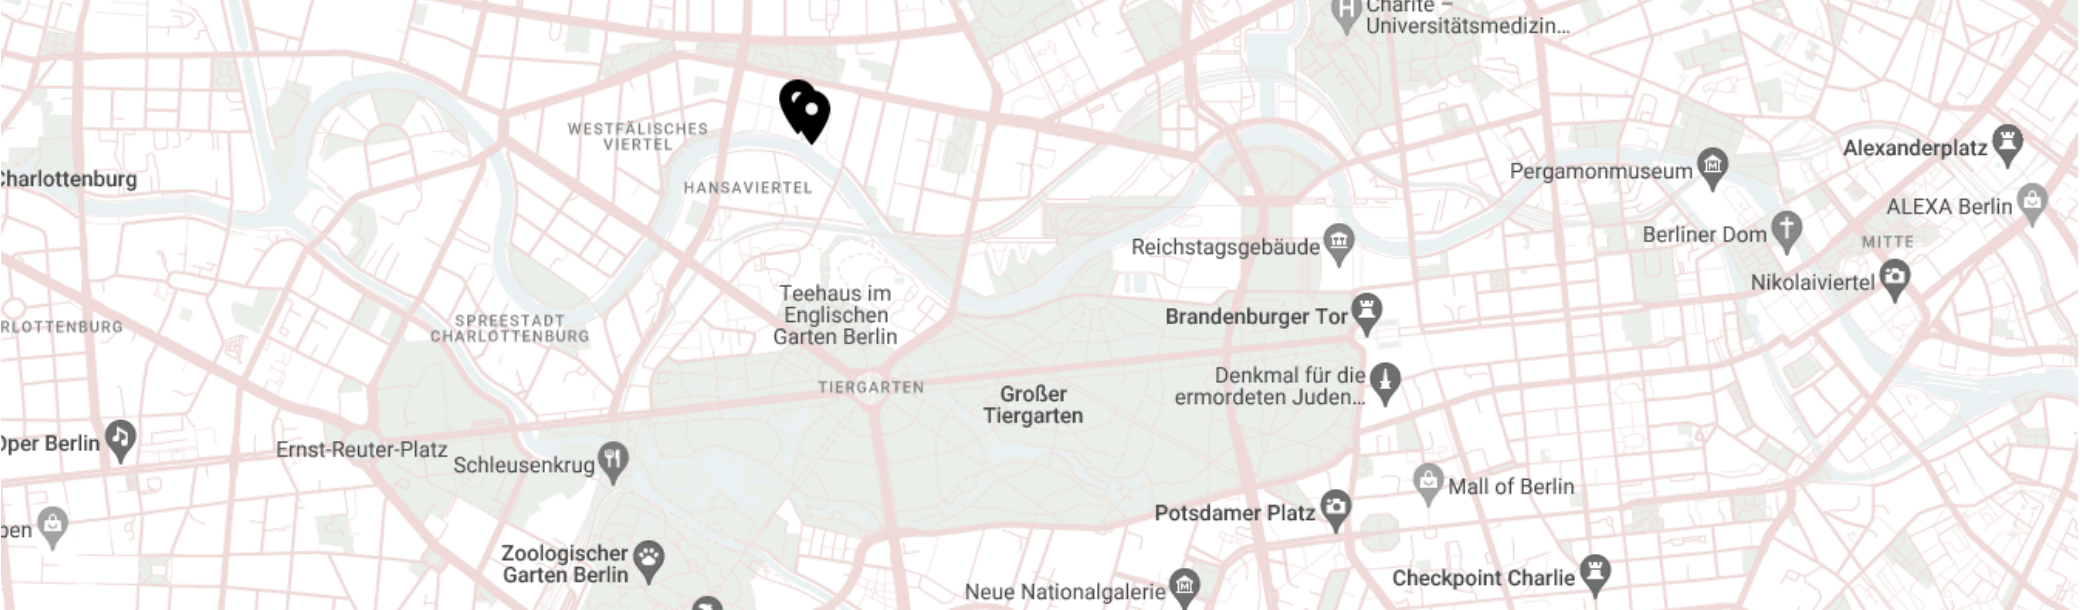 Charité –
Universitätsmedizin...
WESTFÄLISCHES
VIERTEL
Alexanderplatz
Pergamonmuseum
Charlottenburg
HANSAVIERTEL
ALEXA Berlin
Berliner Dom
MITTE
Reichstagsgebäude
Nikolaiviertel
Teehaus im
Englischen
Garten Berlin
Brandenburger Tor
RLOTTENBURG
SPREESTADT
CHARLOTTENBURG
TIERGARTEN
Großer
Tiergarten
Denkmal für die
ermordeten Juden...
Oper Berlin
Ernst-Reuter-Platz
Schleusenkrug
Mall of Berlin
Potsdamer Platz
Zoologischer
Garten Berlin
Checkpoint Charlie
Neue Nationalgalerie